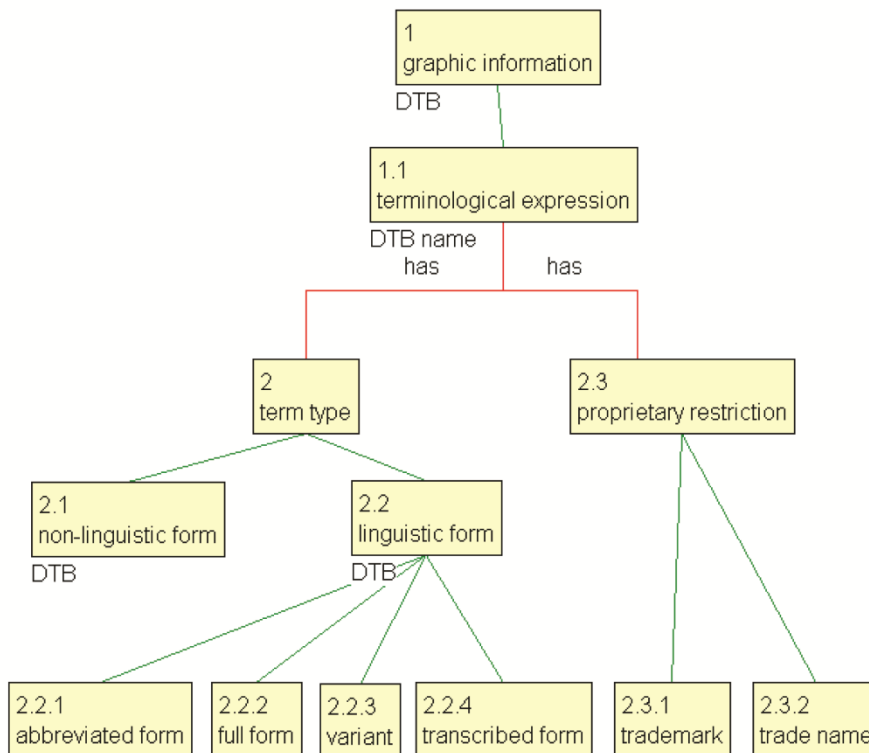 1
graphic information
DTB
1.1
terminological expression
DTB name
has has
2
term type
2.3
proprietary restriction
2.1
non-linguistic form
DTB
2.2
linguistic form
DTB
2.2.1
abbreviated form
2.2.2
full form
2.2.3
variant
2.2.4
transcribed form
2.3.1
trademark
2.3.2
trade name